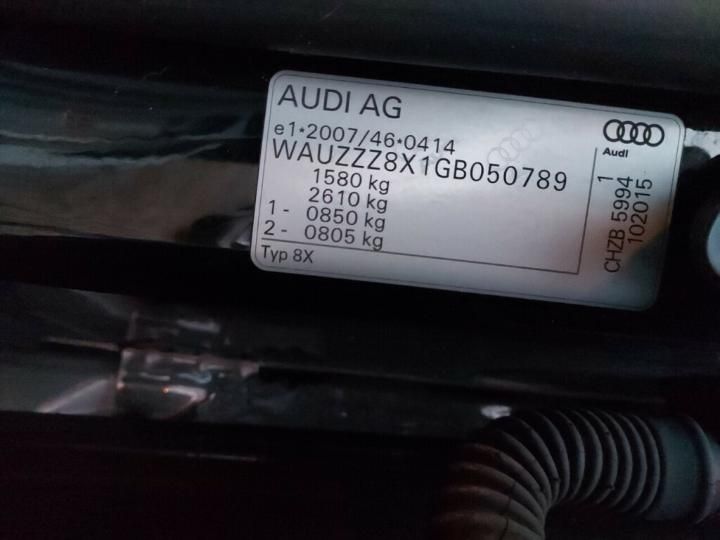 AUDI AG
e1*2007/46*0414
WAUZZZ8X1GB050789
1580 kg
2610 kg
1 - 0850 kg
2 - 0805 kg
Typ 8X
Audi
CHZB 5994 1
102015